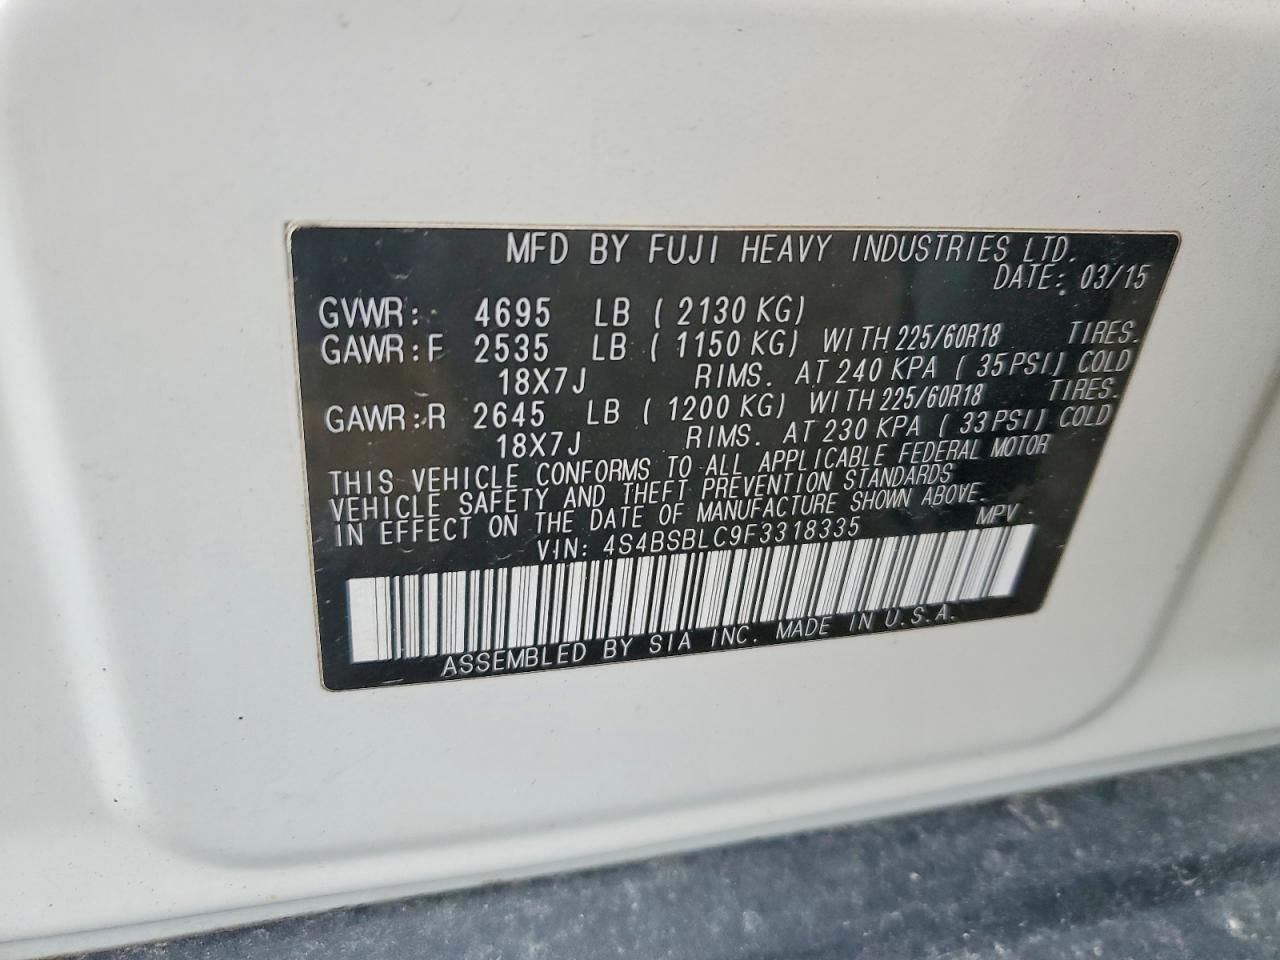 MFD BY FUJI HEAVY INDUSTRIES LTD.
DATE: 03/15
GVWR: 4695 LB ( 2130 KG)
GAWR:F 2535 LB ( 1150 KG) WITH 225/60R18 TIRES.
18X7J RIMS. AT 240 KPA ( 35 PSI) COLD
GAWR:R 2645 LB ( 1200 KG) WITH 225/60R18 TIRES.
18X7J RIMS. AT 230 KPA ( 33 PSI) COLD
THIS VEHICLE CONFORMS TO ALL APPLICABLE FEDERAL MOTOR
VEHICLE SAFETY AND THEFT PREVENTION STANDARDS
IN EFFECT ON THE DATE OF MANUFACTURE SHOWN ABOVE.
VIN: 4S4BSBLC9F3318335 MPV
ASSEMBLED BY SIA INC. MADE IN U.S.A.